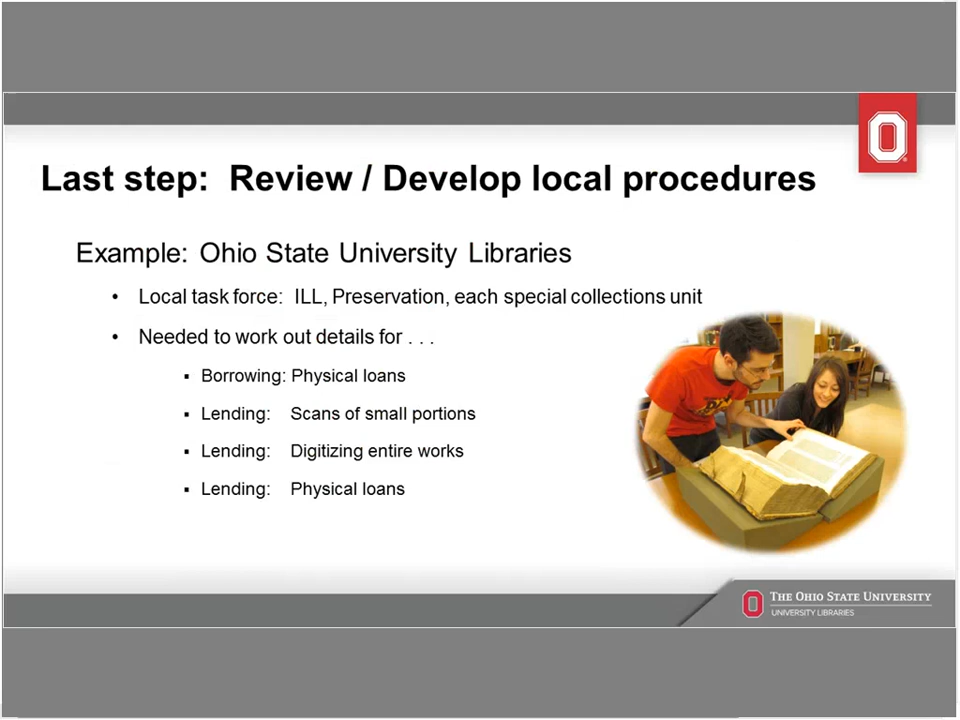 Last step:  Review / Develop local procedures
Example: Ohio State University Libraries
• Local task force:  ILL, Preservation, each special collections unit
• Needed to work out details for . . .
▪ Borrowing: Physical loans
▪ Lending: Scans of small portions
▪ Lending: Digitizing entire works
▪ Lending: Physical loans
THE OHIO STATE UNIVERSITY
UNIVERSITY LIBRARIES